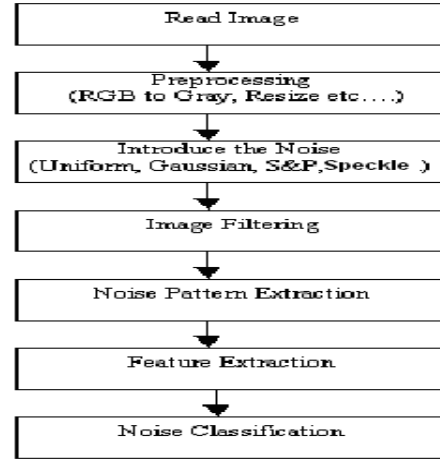 Read Image
Preprocessing
(RGB to Gray, Resize etc....)
Introduce the Noise
(Uniform, Gaussian, S&P,Speckle )
Image Filtering
Noise Pattern Extraction
Feature Extraction
Noise Classification